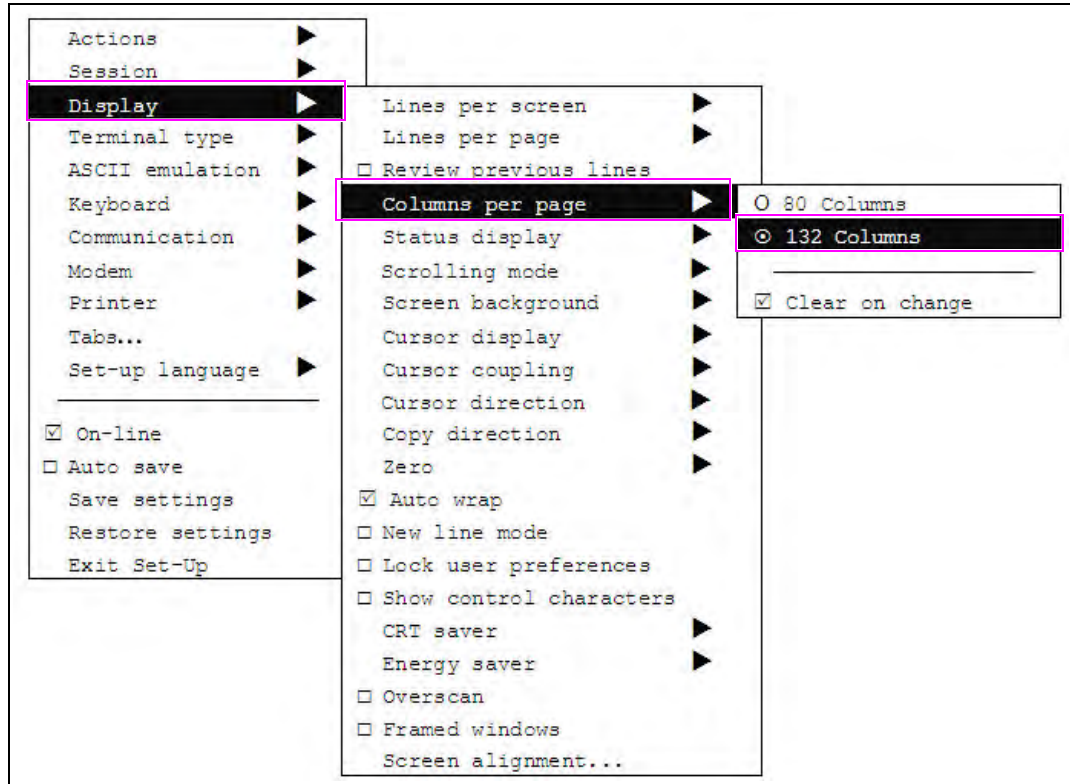 Actions ▶
Session ▶
Display ▶
Terminal type ▶
ASCII emulation ▶
Keyboard ▶
Communication ▶
Modem ▶
Printer ▶
Tabs...
Set-up language ▶
☑ On-line
☐ Auto save
Save settings
Restore settings
Exit Set-Up
Lines per screen ▶
Lines per page ▶
☐ Review previous lines
Columns per page ▶
Status display ▶
Scrolling mode ▶
Screen background ▶
Cursor display ▶
Cursor coupling ▶
Cursor direction ▶
Copy direction ▶
Zero ▶
☑ Auto wrap
☐ New line mode
☐ Lock user preferences
☐ Show control characters
CRT saver ▶
Energy saver ▶
☐ Overscan
☐ Framed windows
Screen alignment...
O 80 Columns
⊙ 132 Columns
☑ Clear on change